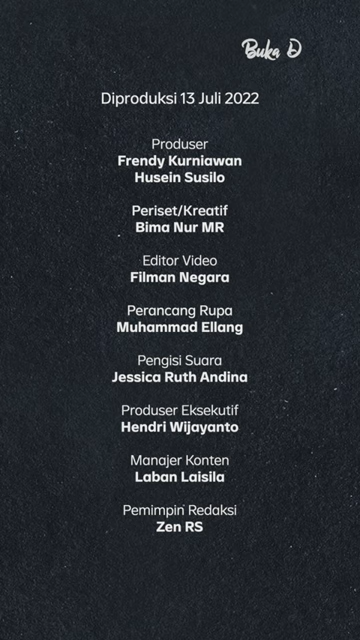 Buka D
Diproduksi 13 Juli 2022
Produser
Frendy Kurniawan
Husein Susilo
Periset/Kreatif
Bima Nur MR
Editor Video
Filman Negara
Perancang Rupa
Muhammad Ellang
Pengisi Suara
Jessica Ruth Andina
Produser Eksekutif
Hendri Wijayanto
Manajer Konten
Laban Laisila
Pemimpin Redaksi
Zen RS